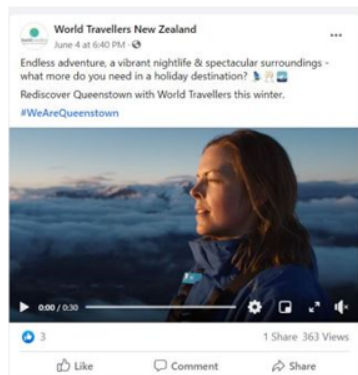 World Travellers New Zealand
June 4 at 6:40 PM ·
Endless adventure, a vibrant nightlife & spectacular surroundings -
what more do you need in a holiday destination?
Rediscover Queenstown with World Travellers this winter.
#WeAreQueenstown
0:00 / 0:30
3
1 Share 363 Views
Like Comment Share